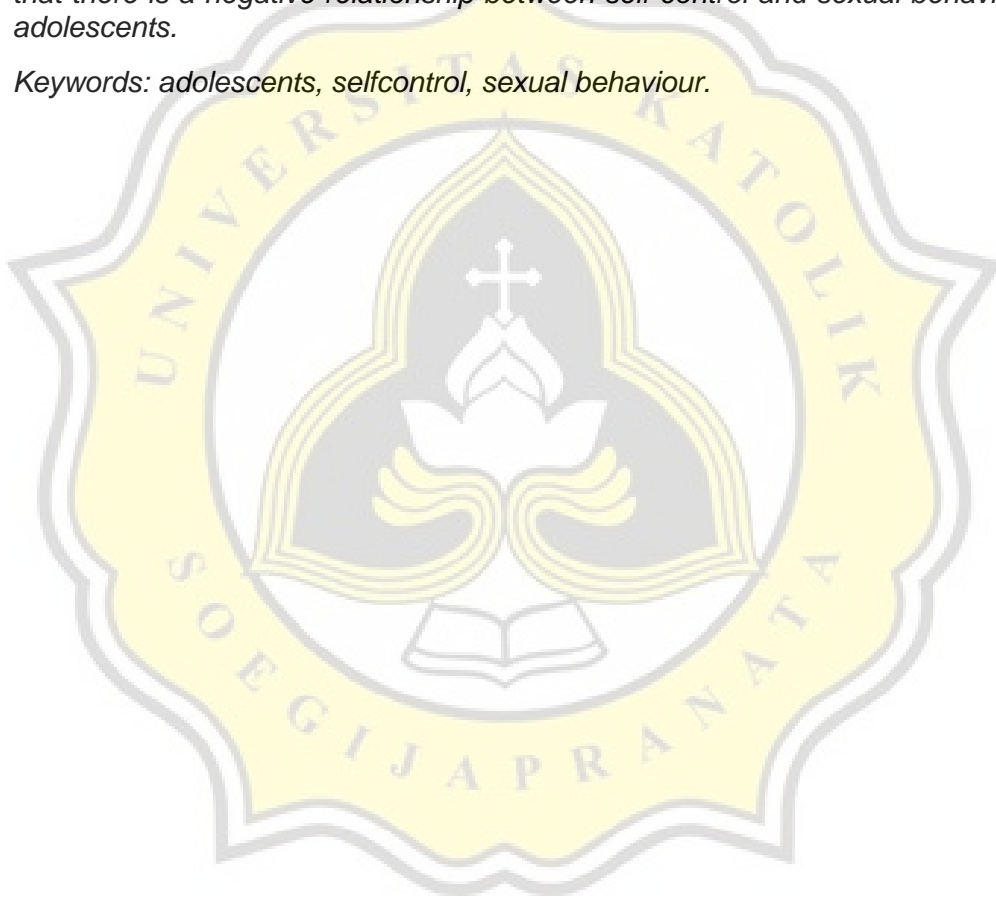 that there is a negative relationship between self-control and sexual behavi
adolescents.
Keywords: adolescents, selfcontrol, sexual behaviour.
UNIVERSITAS KATOLIK
SOEGIJAPRANATA